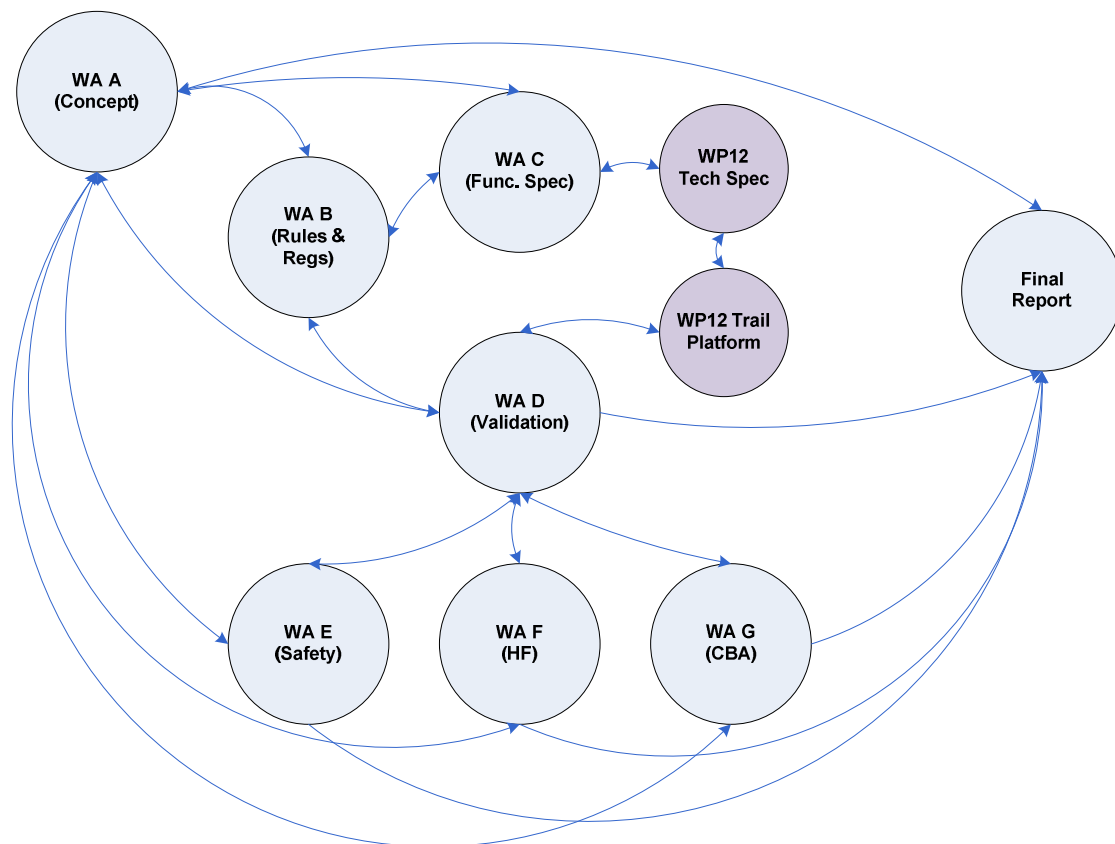 WA A
(Concept)
WA C
(Func. Spec)
WP12
Tech Spec
WA B
(Rules &
Regs)
Final
Report
WP12 Trail
Platform
WA D
(Validation)
WA E
(Safety)
WA F
(HF)
WA G
(CBA)